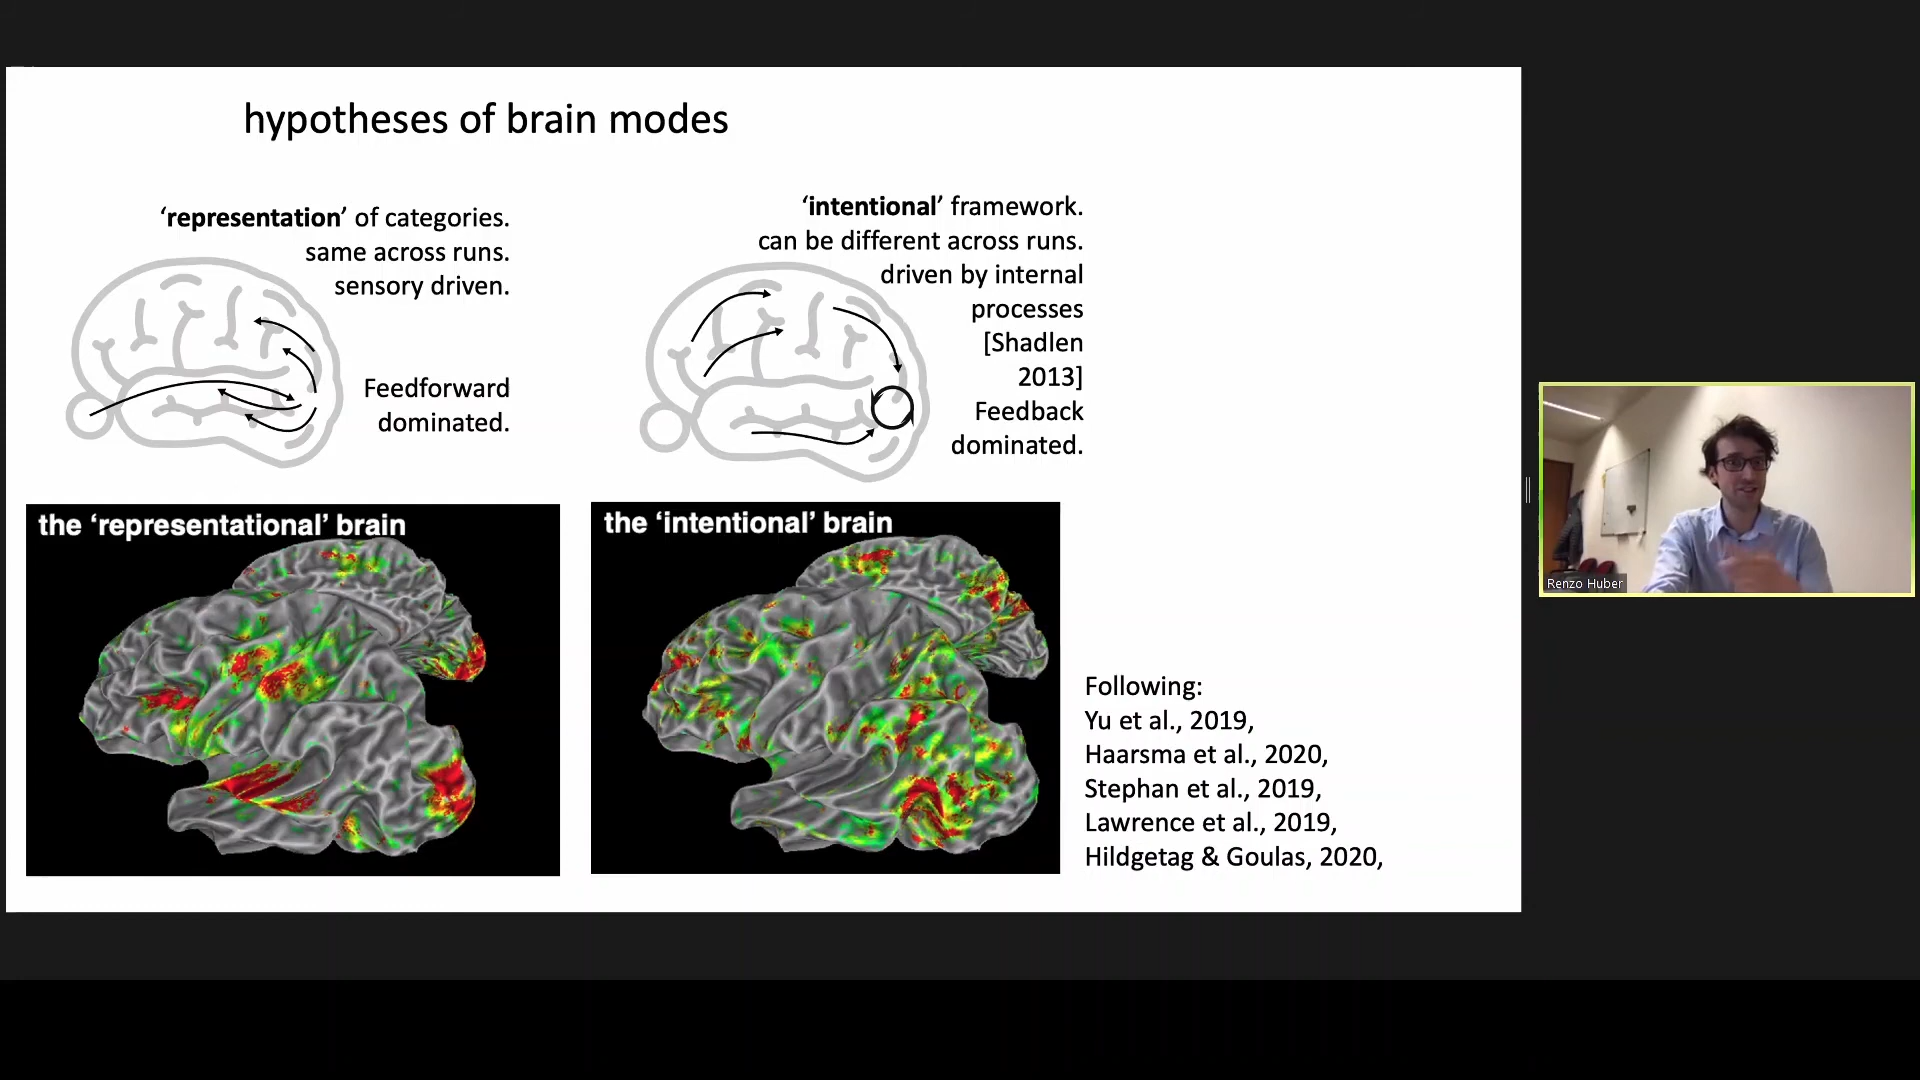 hypotheses of brain modes
‘representation’ of categories.
same across runs.
sensory driven.
Feedforward
dominated.
‘intentional’ framework.
can be different across runs.
driven by internal
processes
[Shadlen
2013]
Feedback
dominated.
the ‘representational’ brain
the ‘intentional’ brain
Following:
Yu et al., 2019,
Haarsma et al., 2020,
Stephan et al., 2019,
Lawrence et al., 2019,
Hildgetag & Goulas, 2020,
Renzo Huber